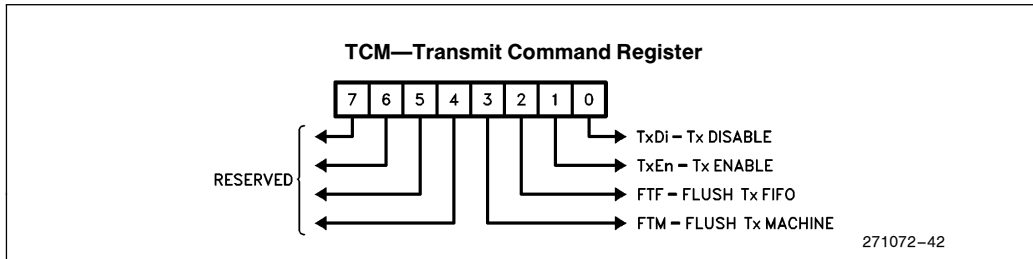 TCM—Transmit Command Register
7 6 5 4 3 2 1 0
TxDi – Tx DISABLE
TxEn – Tx ENABLE
RESERVED
FTF – FLUSH Tx FIFO
FTM – FLUSH Tx MACHINE
271072–42